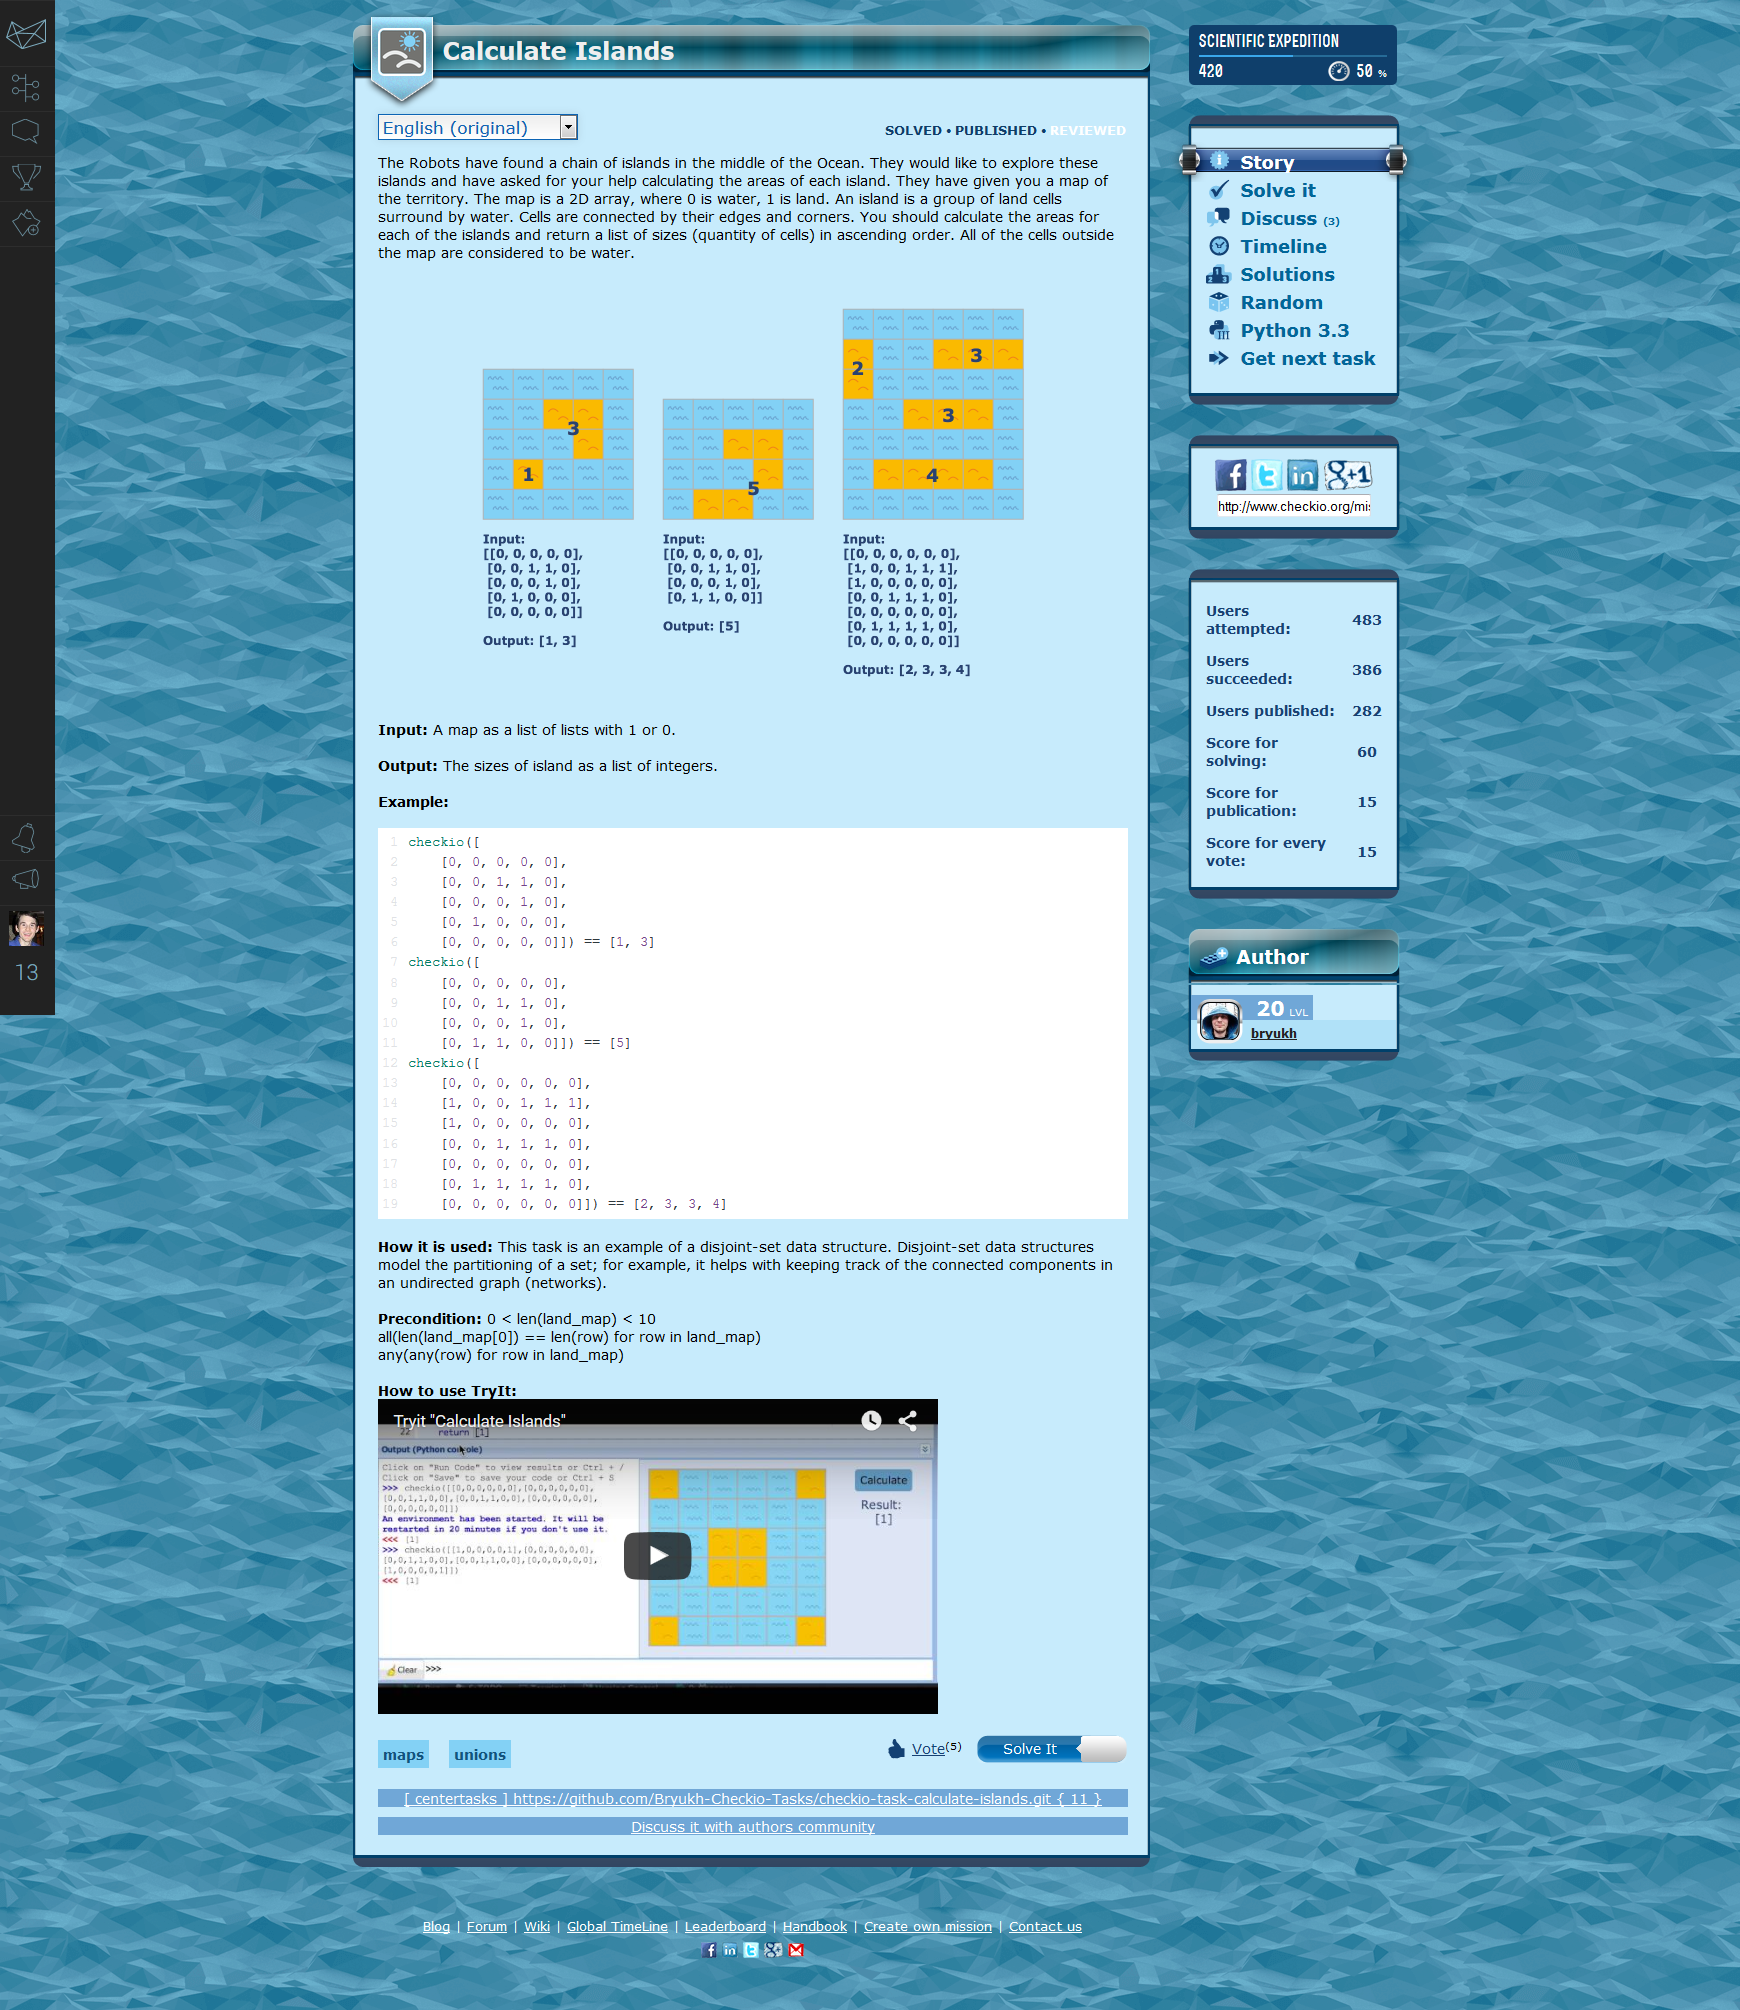 Calculate Islands
English (original)
SOLVED • PUBLISHED • REVIEWED
The Robots have found a chain of islands in the middle of the Ocean. They would like to explore these
islands and have asked for your help calculating the areas of each island. They have given you a map of
the territory. The map is a 2D array, where 0 is water, 1 is land. An island is a group of land cells
surround by water. Cells are connected by their edges and corners. You should calculate the areas for
each of the islands and return a list of sizes (quantity of cells) in ascending order. All of the cells outside
the map are considered to be water.
3
1
5
2
3
3
4
Input:
[[0, 0, 0, 0, 0],
[0, 0, 1, 1, 0],
[0, 0, 0, 1, 0],
[0, 1, 0, 0, 0],
[0, 0, 0, 0, 0]]
Output: [1, 3]
Input:
[[0, 0, 0, 0, 0],
[0, 0, 1, 1, 0],
[0, 0, 0, 1, 0],
[0, 1, 1, 0, 0]]
Output: [5]
Input:
[[0, 0, 0, 0, 0, 0],
[1, 0, 0, 1, 1, 1],
[1, 0, 0, 0, 0, 0],
[0, 0, 1, 1, 1, 0],
[0, 0, 0, 0, 0, 0],
[0, 1, 1, 1, 1, 0],
[0, 0, 0, 0, 0, 0]]
Output: [2, 3, 3, 4]
Input: A map as a list of lists with 1 or 0.
Output: The sizes of island as a list of integers.
Example:
1 checkio([
2 [0, 0, 0, 0, 0],
3 [0, 0, 1, 1, 0],
4 [0, 0, 0, 1, 0],
5 [0, 1, 0, 0, 0],
6 [0, 0, 0, 0, 0]]) == [1, 3]
7 checkio([
8 [0, 0, 0, 0, 0],
9 [0, 0, 1, 1, 0],
10 [0, 0, 0, 1, 0],
11 [0, 1, 1, 0, 0]]) == [5]
12 checkio([
13 [0, 0, 0, 0, 0, 0],
14 [1, 0, 0, 1, 1, 1],
15 [1, 0, 0, 0, 0, 0],
16 [0, 0, 1, 1, 1, 0],
17 [0, 0, 0, 0, 0, 0],
18 [0, 1, 1, 1, 1, 0],
19 [0, 0, 0, 0, 0, 0]]) == [2, 3, 3, 4]
How it is used: This task is an example of a disjoint-set data structure. Disjoint-set data structures
model the partitioning of a set; for example, it helps with keeping track of the connected components in
an undirected graph (networks).
Precondition: 0 < len(land_map) < 10
all(len(land_map[0]) == len(row) for row in land_map)
any(any(row) for row in land_map)
How to use TryIt:
Tryit "Calculate Islands"
22 return [1]
Output (Python console)
Click on "Run Code" to view results or Ctrl + /
Click on "Save" to save your code or Ctrl + S
>>> checkio([[0,0,0,0,0,0],[0,0,0,0,0,0],
[0,0,1,1,0,0],[0,0,1,1,0,0],[0,0,0,0,0,0],
[0,0,0,0,0,0]])
An environment has been started. It will be
restarted in 20 minutes if you don't use it.
<<< [1]
>>> checkio([[1,0,0,0,0,1],[0,0,0,0,0,0],
[0,0,1,1,0,0],[0,0,1,1,0,0],[0,0,0,0,0,0],
[1,0,0,0,0,1]])
<<< [1]
Calculate
Result:
[1]
Clear >>>
maps
unions
Vote(5)
Solve It
[ centertasks ] https://github.com/Bryukh-Checkio-Tasks/checkio-task-calculate-islands.git { 11 }
Discuss it with authors community
Blog | Forum | Wiki | Global TimeLine | Leaderboard | Handbook | Create own mission | Contact us
SCIENTIFIC EXPEDITION
420
50 %
Story
Solve it
Discuss (3)
Timeline
Solutions
Random
Python 3.3
Get next task
http://www.checkio.org/mi
Users
attempted: 483
Users
succeeded: 386
Users published: 282
Score for
solving: 60
Score for
publication: 15
Score for every
vote: 15
Author
20 LVL
bryukh
13